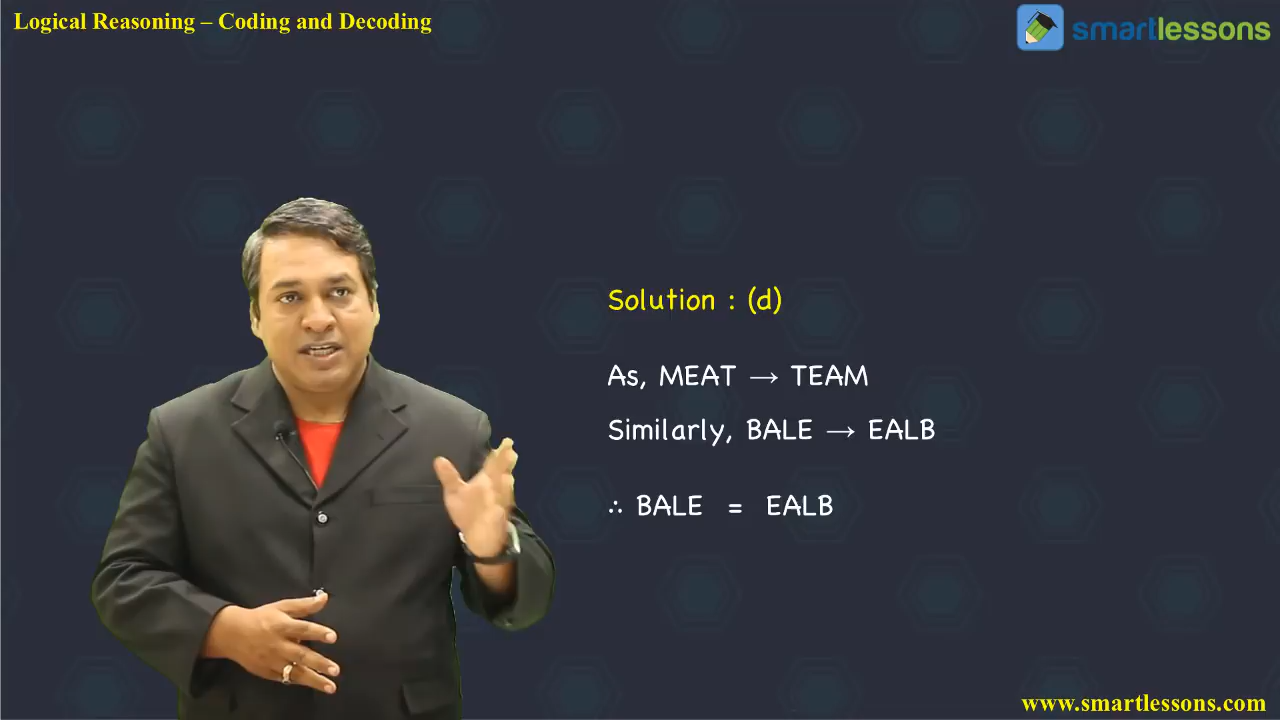 Logical Reasoning – Coding and Decoding
smartlessons
Solution : (d)
As, MEAT → TEAM
Similarly, BALE → EALB
∴ BALE = EALB
www.smartlessons.com